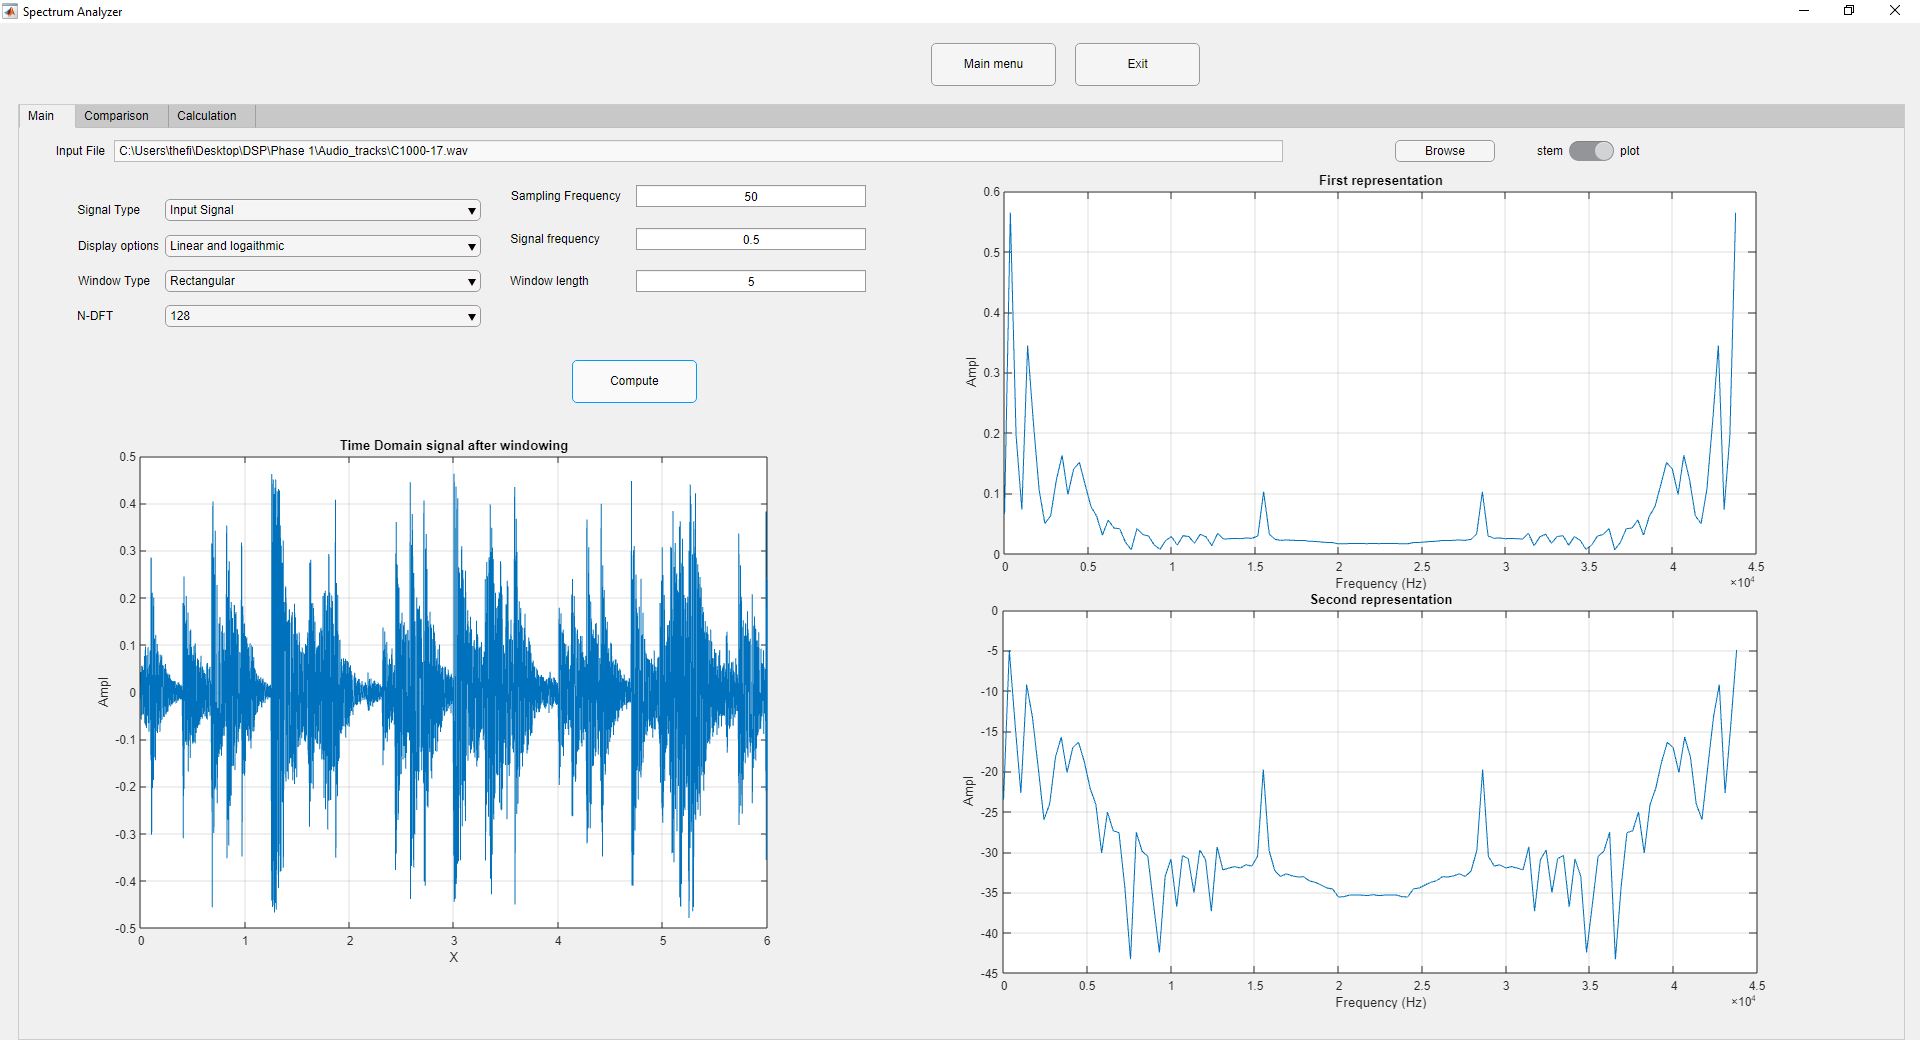 Spectrum Analyzer
Main menu
Exit
Main
Comparison
Calculation
Input File
C:\Users\thefi\Desktop\DSP\Phase 1\Audio_tracks\C1000-17.wav
Browse
stem
plot
Signal Type
Input Signal
Display options
Linear and logaithmic
Window Type
Rectangular
N-DFT
128
Sampling Frequency
50
Signal frequency
0.5
Window length
5
Compute
Time Domain signal after windowing
0.5
0.4
0.3
0.2
0.1
0
-0.1
-0.2
-0.3
-0.4
-0.5
Ampl
0 1 2 3 4 5 6
X
First representation
0.6
0.5
0.4
0.3
0.2
0.1
0
Ampl
0 0.5 1 1.5 2 2.5 3 3.5 4 4.5
Frequency (Hz)
×10⁴
Second representation
0
-5
-10
-15
-20
-25
-30
-35
-40
-45
Ampl
0 0.5 1 1.5 2 2.5 3 3.5 4 4.5
Frequency (Hz)
×10⁴